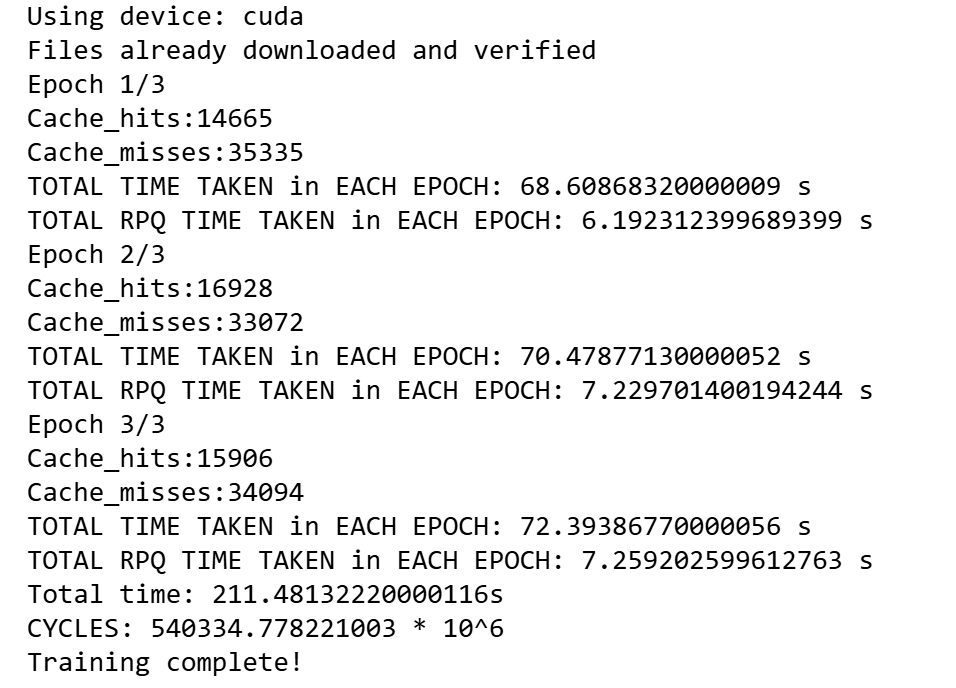 Using device: cuda
Files already downloaded and verified
Epoch 1/3
Cache_hits:14665
Cache_misses:35335
TOTAL TIME TAKEN in EACH EPOCH: 68.60868320000009 s
TOTAL RPQ TIME TAKEN in EACH EPOCH: 6.192312399689399 s
Epoch 2/3
Cache_hits:16928
Cache_misses:33072
TOTAL TIME TAKEN in EACH EPOCH: 70.47877130000052 s
TOTAL RPQ TIME TAKEN in EACH EPOCH: 7.229701400194244 s
Epoch 3/3
Cache_hits:15906
Cache_misses:34094
TOTAL TIME TAKEN in EACH EPOCH: 72.39386770000056 s
TOTAL RPQ TIME TAKEN in EACH EPOCH: 7.259202599612763 s
Total time: 211.48132220000116s
CYCLES: 540334.778221003 * 10^6
Training complete!